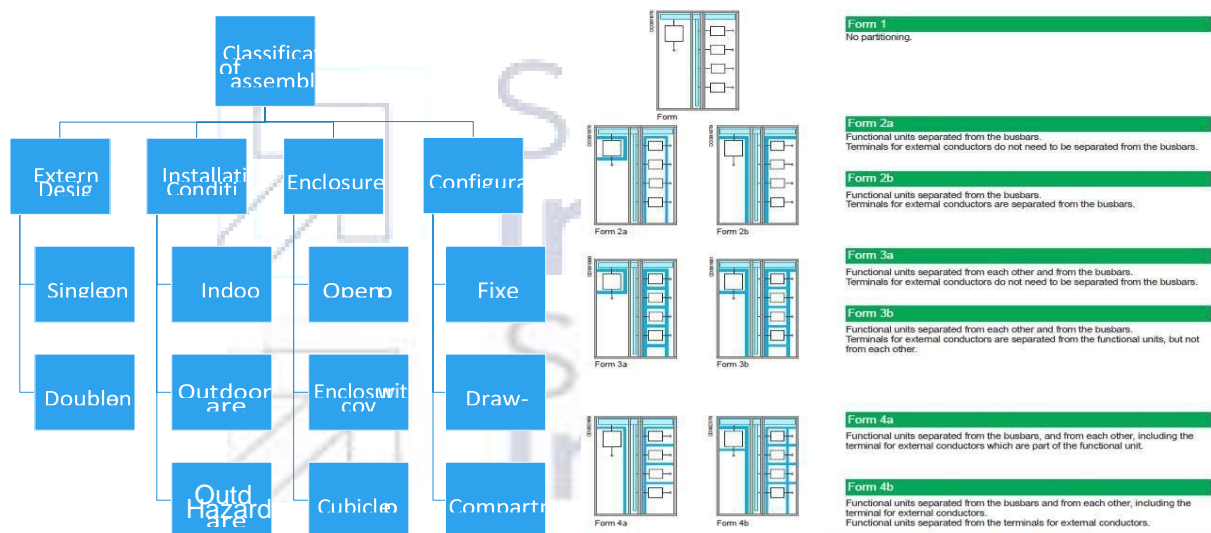 Classificat
of
assembl
Extern
Desig
Installati
Conditi
Enclosure
Configura
Single
Indoo
Open
Fixe
Double
Outdoor
are
cov
Draw-
Outd
Hazard
are
Cubicle
Compartr
Form
Form 2a
Form 2b
Form 3a
Form 3b
Form 4a
Form 4b
Form 1
No partitioning.
Form 2a
Functional units separated from the busbars.
Terminals for external conductors do not need to be separated from the busbars.
Form 2b
Functional units separated from the busbars.
Terminals for external conductors are separated from the busbars.
Form 3a
Functional units separated from each other and from the busbars.
Terminals for external conductors do not need to be separated from the busbars.
Form 3b
Functional units separated from each other and from the busbars.
Terminals for external conductors are separated from the functional units, but not
from each other.
Form 4a
Functional units separated from the busbars, and from each other, including the
terminal for external conductors which are part of the functional unit.
Form 4b
Functional units separated from the busbars and from each other, including the
terminal for external conductors.
Functional units separated from the terminals for external conductors.